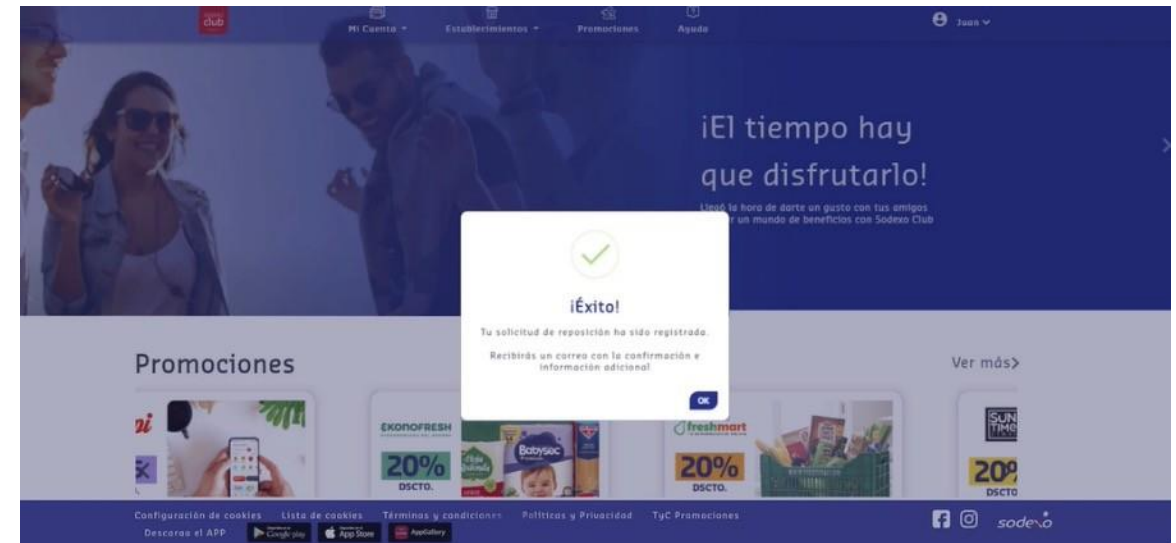 club
Mi Cuenta
Establecimientos
Promociones
Ayuda
Juan
¡El tiempo hay
que disfrutarlo!
Llegó la hora de darte un gusto con tus amigos
un mundo de beneficios con Sodexo Club
¡Éxito!
Tu solicitud de reposición ha sido registrada.
Recibirás un correo con la confirmación e
información adicional
OK
Promociones
Ver más>
EKONOFRESH
20%
DSCTO.
Babysec
freshmart
20%
DSCTO.
SUN
TIME
20%
DSCTO
Configuración de cookies
Lista de cookies
Términos y condiciones
Políticas y Privacidad
TyC Promociones
Descarga el APP
Google play
App Store
AppGallery
sodexo